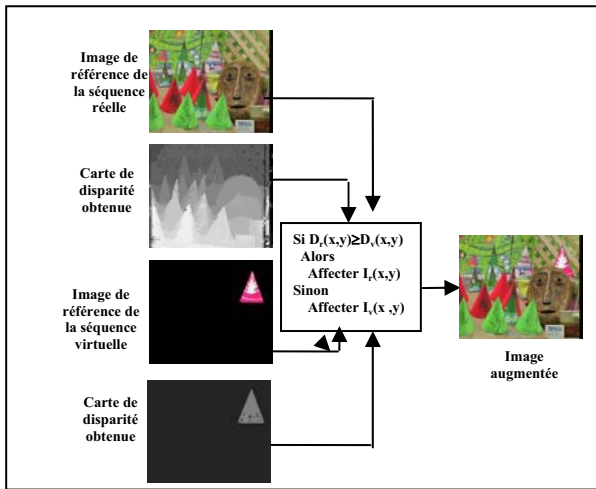 Image de
référence de
la séquence
réelle
Carte de
disparité
obtenue
Image de
référence de
la séquence
virtuelle
Carte de
disparité
obtenue
Si Dᵣ(x,y)≥Dᵥ(x,y)
Alors
Affecter Iᵣ(x,y)
Sinon
Affecter Iᵥ(x ,y)
Image
augmentée